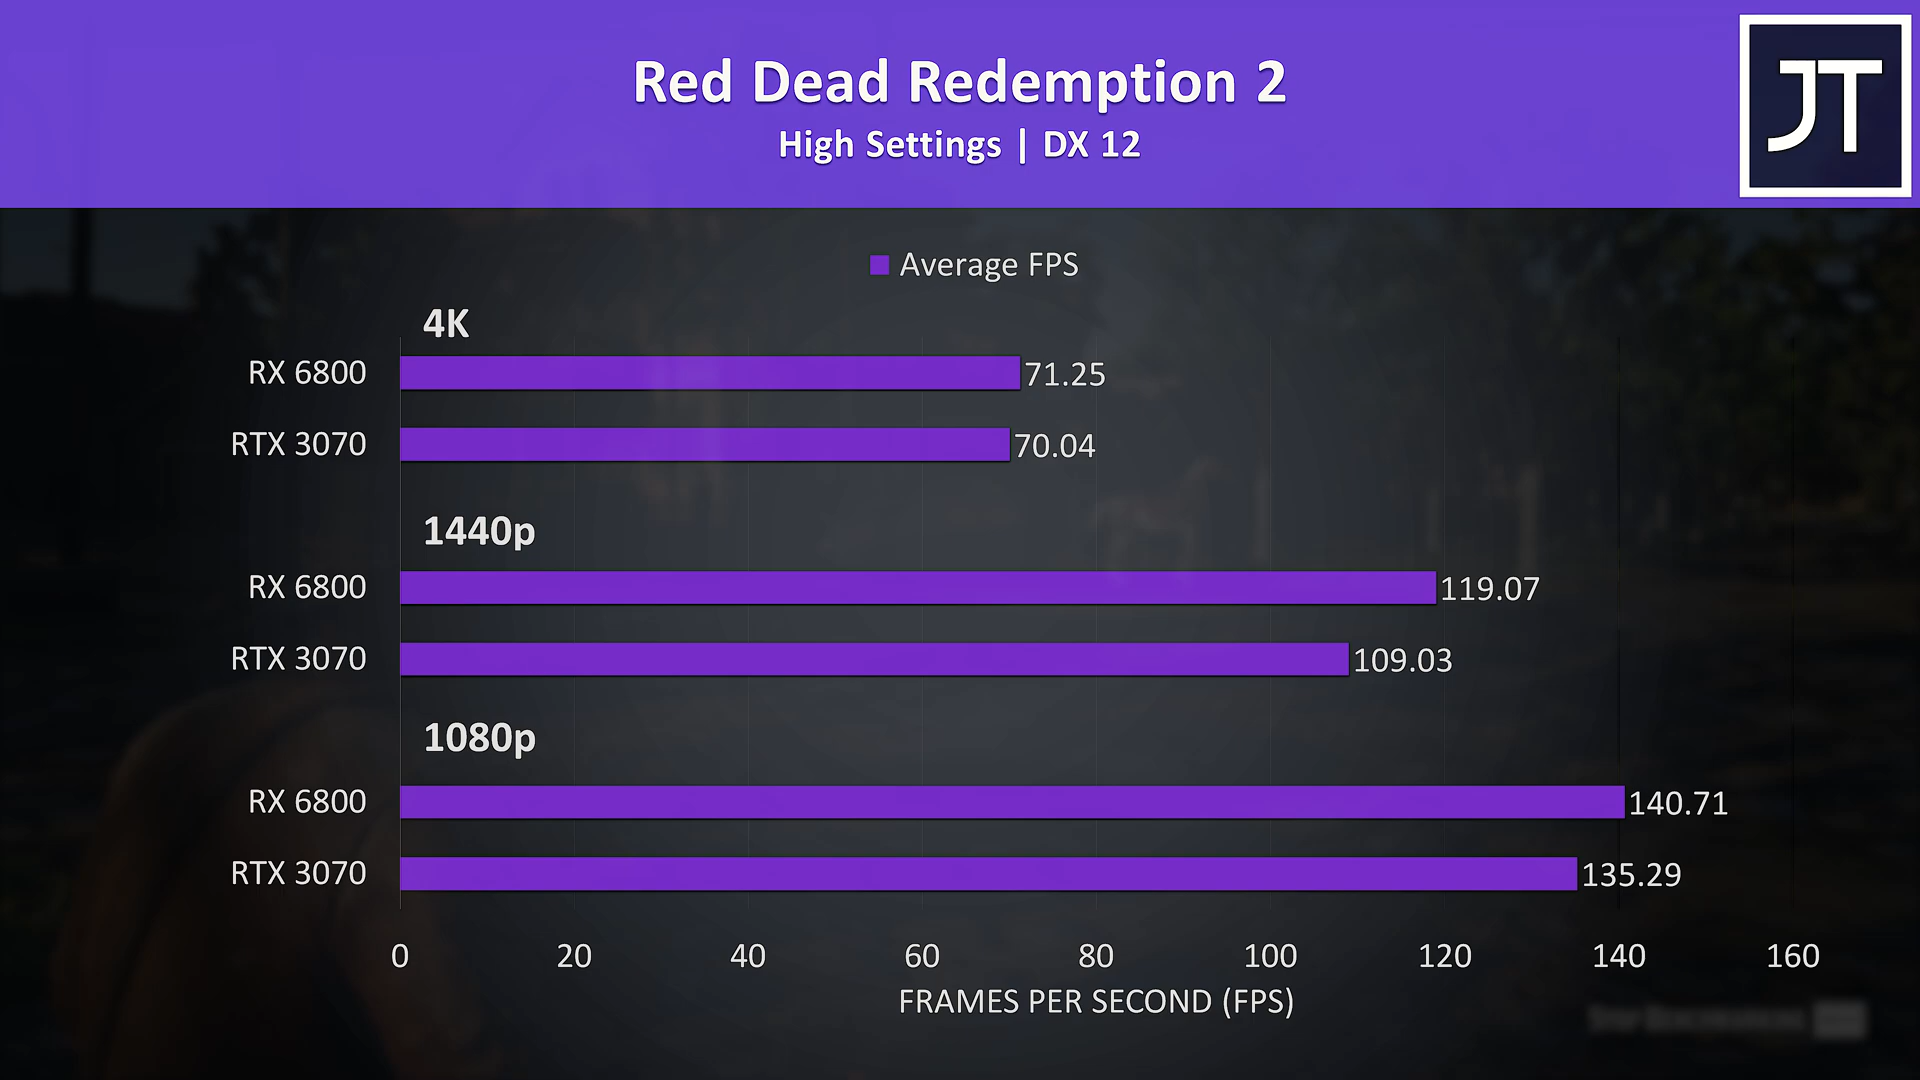 Red Dead Redemption 2
High Settings | DX 12
JT
Average FPS
4K
RX 6800 71.25
RTX 3070 70.04
1440p
RX 6800 119.07
RTX 3070 109.03
1080p
RX 6800 140.71
RTX 3070 135.29
0 20 40 60 80 100 120 140 160
FRAMES PER SECOND (FPS)